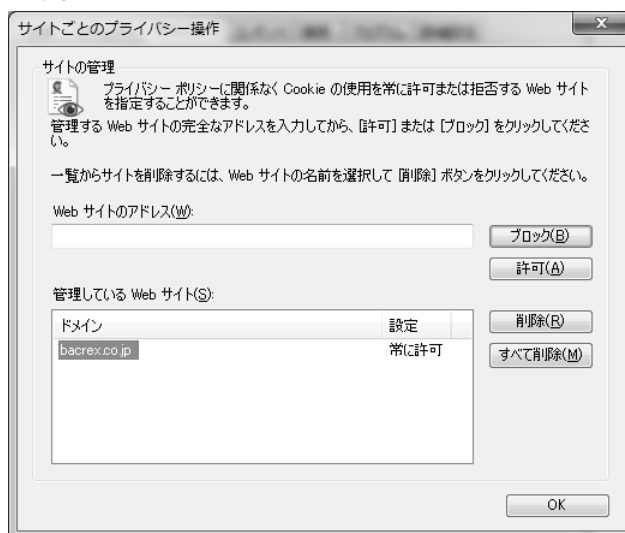 サイトごとのプライバシー操作
サイトの管理
プライバシー ポリシーに関係なく Cookie の使用を常に許可または拒否する Web サイト
を指定することができます。
管理する Web サイトの完全なアドレスを入力してから、[許可] または [ブロック] をクリックしてくださ
い。
一覧からサイトを削除するには、Web サイトの名前を選択して [削除] ボタンをクリックしてください。
Web サイトのアドレス(W):
ブロック(B)
許可(A)
管理している Web サイト(S):
ドメイン 設定
削除(R)
bacrex.co.jp 常に許可
すべて削除(M)
OK